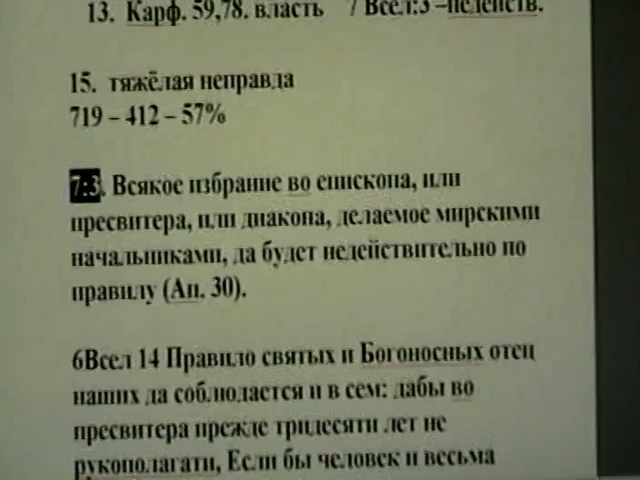 13. Карф. 59,78. власть 7 Всел:3 –недейств.
15. тяжёлая неправда
719 – 412 – 57%
7:3. Всякое избрание во епископа, или
пресвитера, или диакона, делаемое мирскими
начальниками, да будет недействительно по
правилу (Ап. 30).
6Всел 14 Правило святых и Богоносных отец
наших да соблюдается и в сем: дабы во
пресвитера прежде тридесяти лет не
рукополагати, Если бы человек и весьма